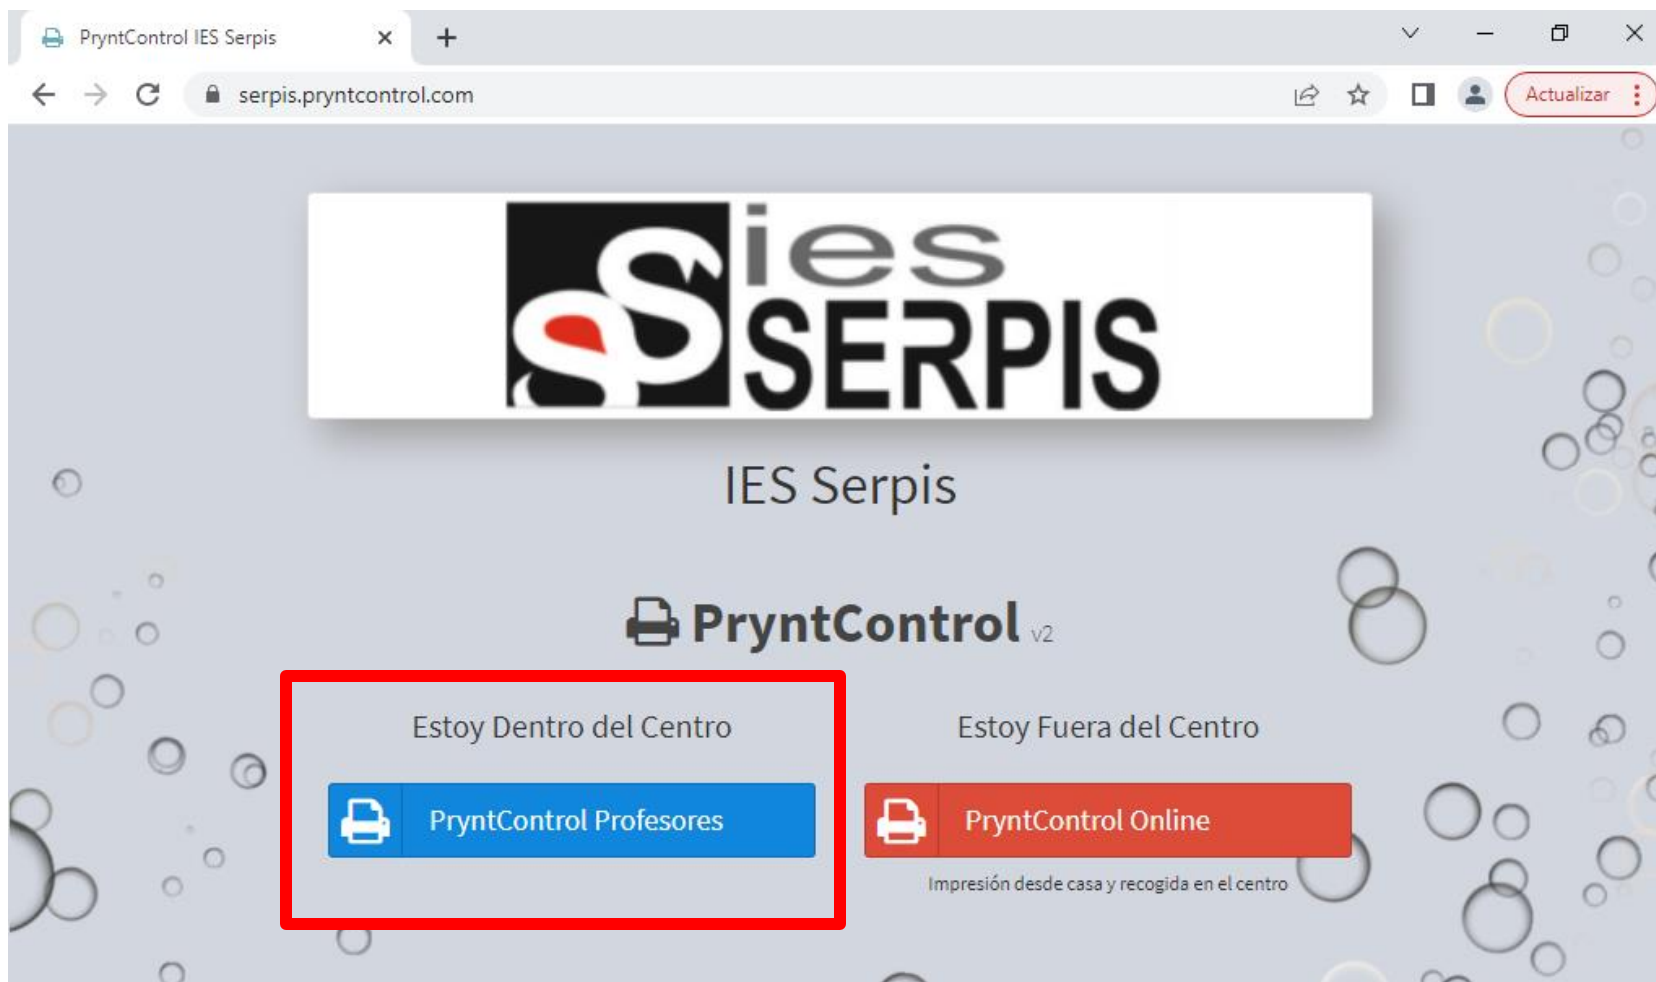 PryntControl IES Serpis
serpis.pryntcontrol.com
Actualizar
ies
SERPIS
IES Serpis
PryntControl v2
Estoy Dentro del Centro
Estoy Fuera del Centro
PryntControl Profesores
PryntControl Online
Impresión desde casa y recogida en el centro